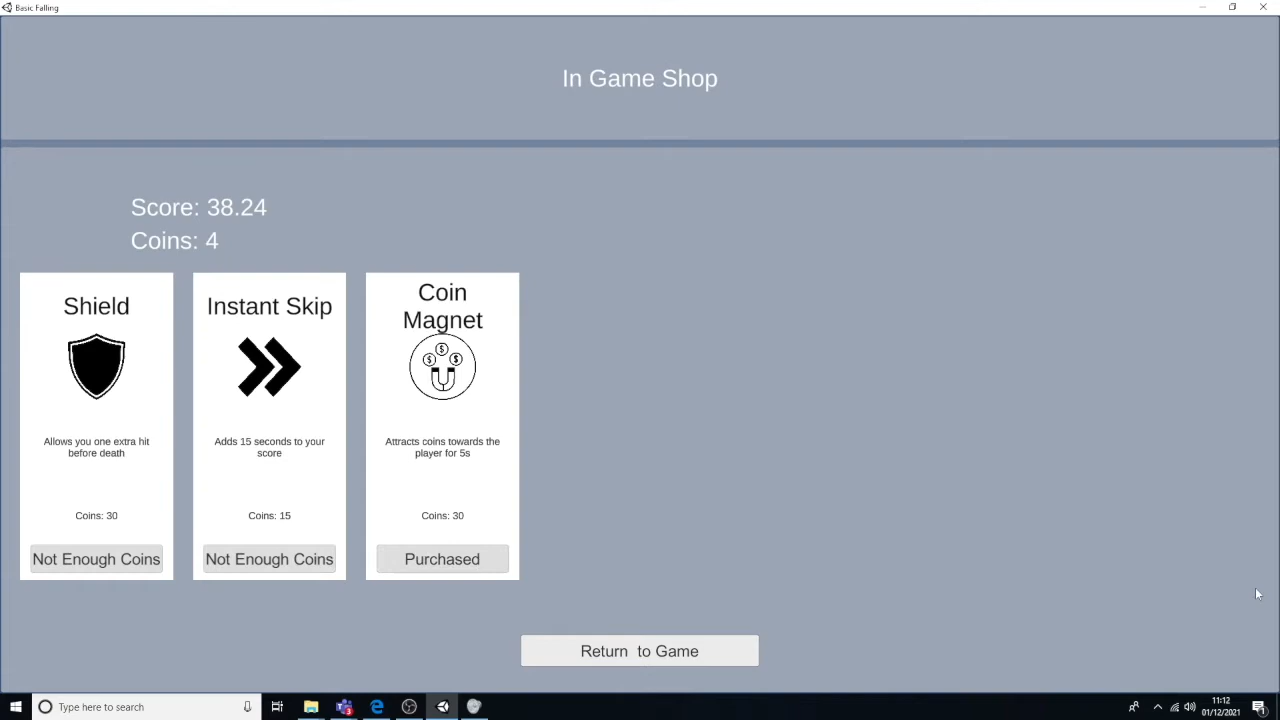 Basic Falling
In Game Shop
Score: 38.24
Coins: 4
Shield
Allows you one extra hit
before death
Coins: 30
Not Enough Coins
Instant Skip
Adds 15 seconds to your
score
Coins: 15
Not Enough Coins
Coin
Magnet
$ $ $
Attracts coins towards the
player for 5s
Coins: 30
Purchased
Return  to Game
Type here to search
3
11:12
01/12/2021
1